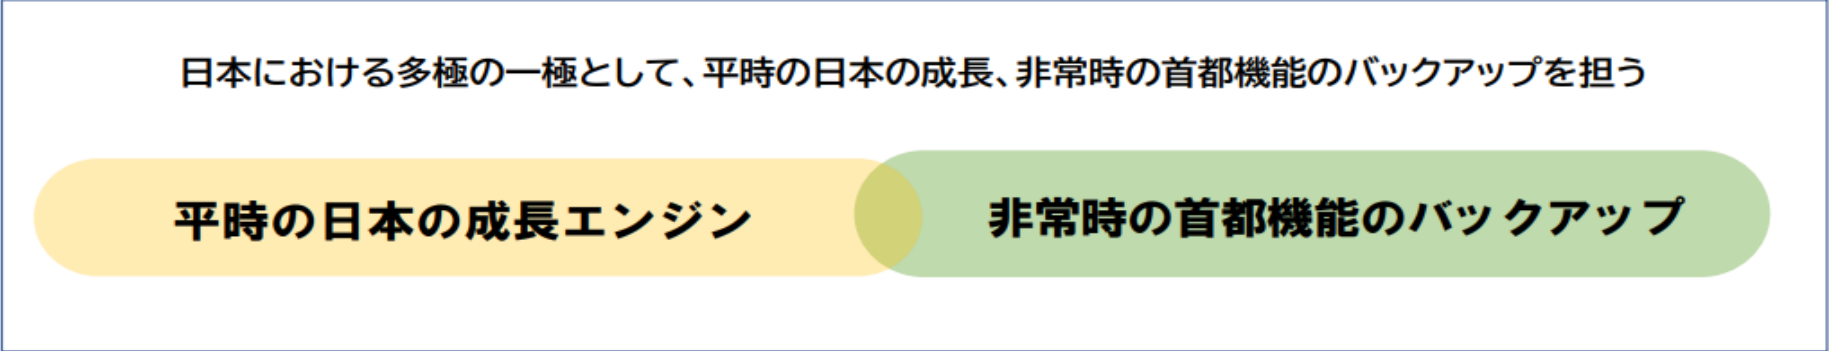 日本における多極の一極として、平時の日本の成長、非常時の首都機能のバックアップを担う
平時の日本の成長エンジン
非常時の首都機能のバックアップ